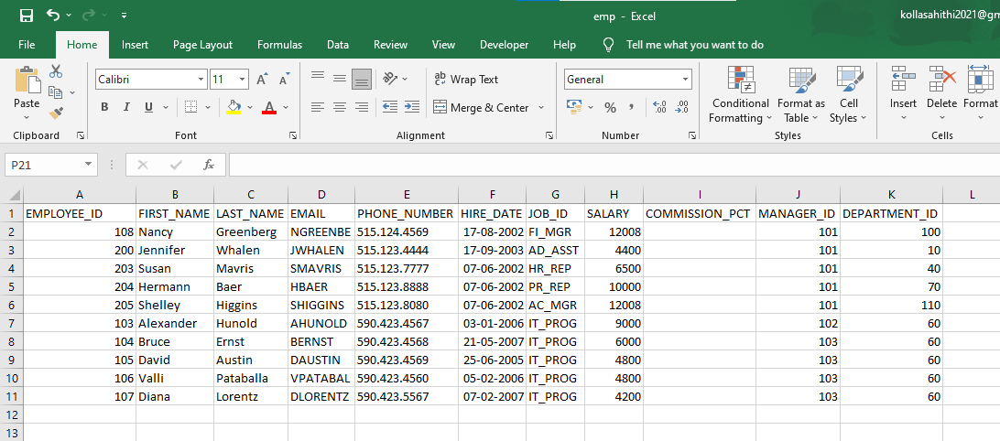 emp - Excel
kollasahithi2021@gm
File Home Insert Page Layout Formulas Data Review View Developer Help Tell me what you want to do
Calibri 11 A A ab c Wrap Text General
Paste B I U A Merge & Center % , Conditional Formatting Format as Table Cell Styles Insert Delete Format
Clipboard Font Alignment Number Styles Cells
P21 fx
A B C D E F G H I J K L
1 EMPLOYEE_ID FIRST_NAME LAST_NAME EMAIL PHONE_NUMBER HIRE_DATE JOB_ID SALARY COMMISSION_PCT MANAGER_ID DEPARTMENT_ID
2 108 Nancy Greenberg NGREENBE 515.124.4569 17-08-2002 FI_MGR 12008 101 100
3 200 Jennifer Whalen JWHALEN 515.123.4444 17-09-2003 AD_ASST 4400 101 10
4 203 Susan Mavris SMAVRIS 515.123.7777 07-06-2002 HR_REP 6500 101 40
5 204 Hermann Baer HBAER 515.123.8888 07-06-2002 PR_REP 10000 101 70
6 205 Shelley Higgins SHIGGINS 515.123.8080 07-06-2002 AC_MGR 12008 101 110
7 103 Alexander Hunold AHUNOLD 590.423.4567 03-01-2006 IT_PROG 9000 102 60
8 104 Bruce Ernst BERNST 590.423.4568 21-05-2007 IT_PROG 6000 103 60
9 105 David Austin DAUSTIN 590.423.4569 25-06-2005 IT_PROG 4800 103 60
10 106 Valli Pataballa VPATABAL 590.423.4560 05-02-2006 IT_PROG 4800 103 60
11 107 Diana Lorentz DLORENTZ 590.423.5567 07-02-2007 IT_PROG 4200 103 60
12
13